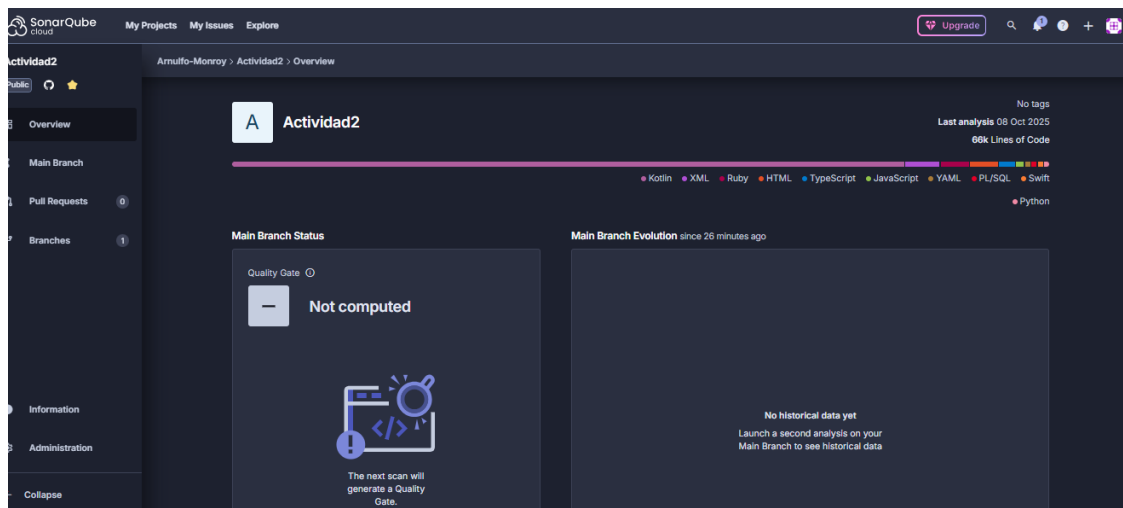 SonarQube
cloud
My Projects My Issues Explore
Upgrade
1
?
Actividad2
Public
Arnulfo-Monroy > Actividad2 > Overview
Overview
Main Branch
Pull Requests 0
Branches 1
Information
Administration
Collapse
A Actividad2
No tags
Last analysis 08 Oct 2025
66k Lines of Code
Kotlin XML Ruby HTML TypeScript JavaScript YAML PL/SQL Swift
Python
Main Branch Status
Quality Gate
Not computed
</>
The next scan will
generate a Quality
Gate.
Main Branch Evolution since 26 minutes ago
No historical data yet
Launch a second analysis on your
Main Branch to see historical data